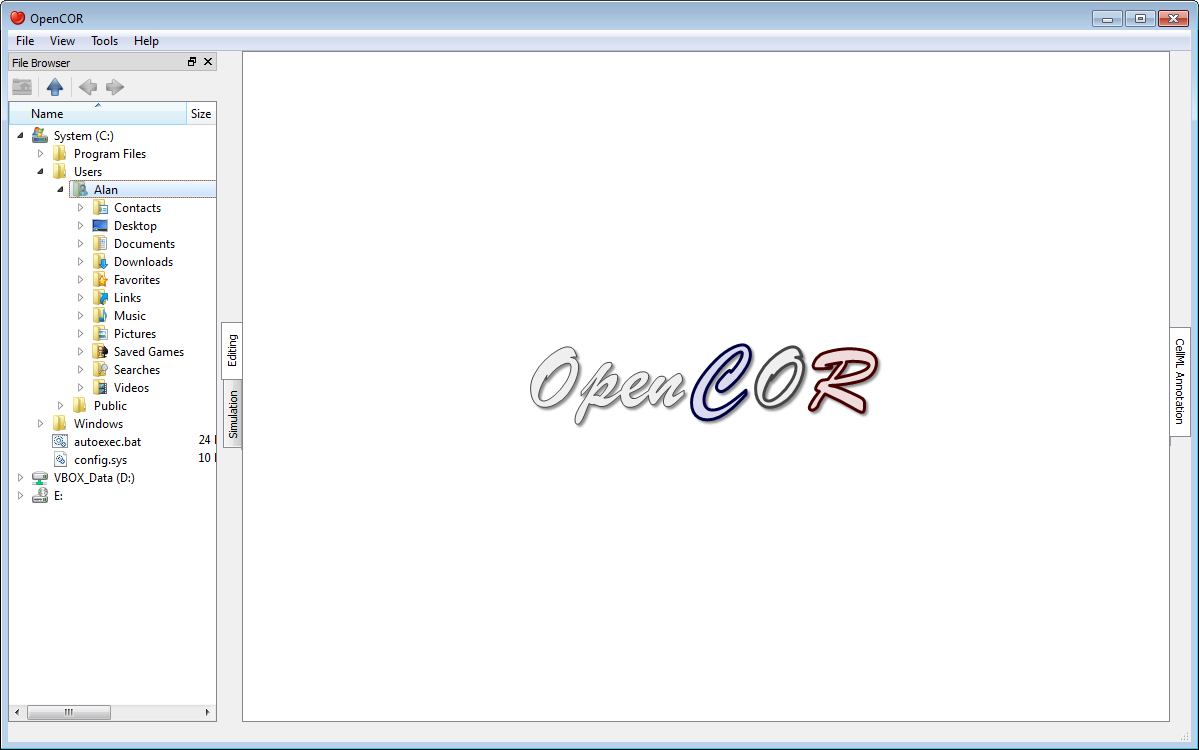 OpenCOR
File View Tools Help
File Browser
Name Size
System (C:)
Program Files
Users
Alan
Contacts
Desktop
Documents
Downloads
Favorites
Links
Music
Pictures
Saved Games
Searches
Videos
Public
Windows
autoexec.bat 24
config.sys 10
VBOX_Data (D:)
E:
Editing
Simulation
OpenCOR
CellML Annotation